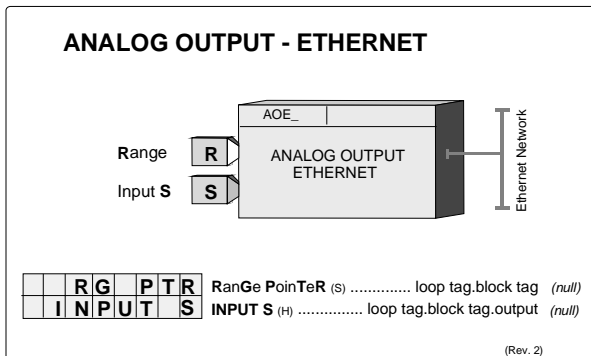 ANALOG OUTPUT - ETHERNET
AOE_
Range R
Input S S
ANALOG OUTPUT
ETHERNET
Ethernet Network
RG PTR RanGe PoinTeR (S) .............. loop tag.block tag (null)
INPUT S INPUT S (H) ............... loop tag.block tag.output (null)
(Rev. 2)